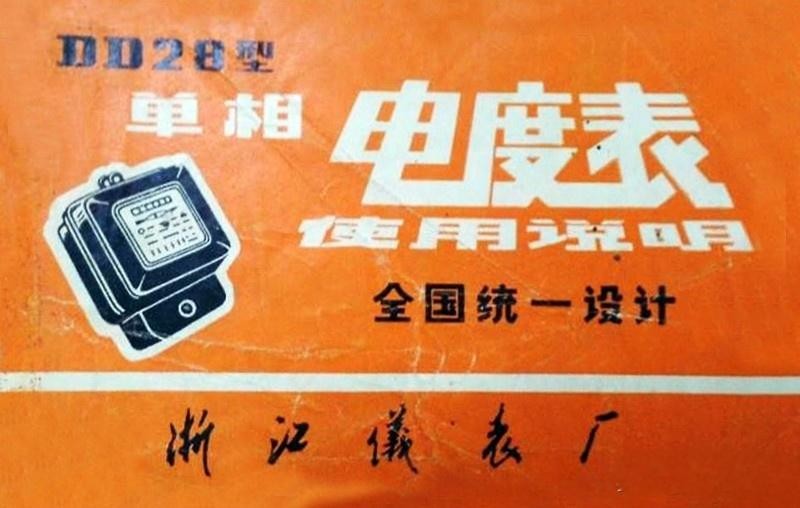 DD28型
单相电度表
使用说明
全国统一设计
浙江儀表厂